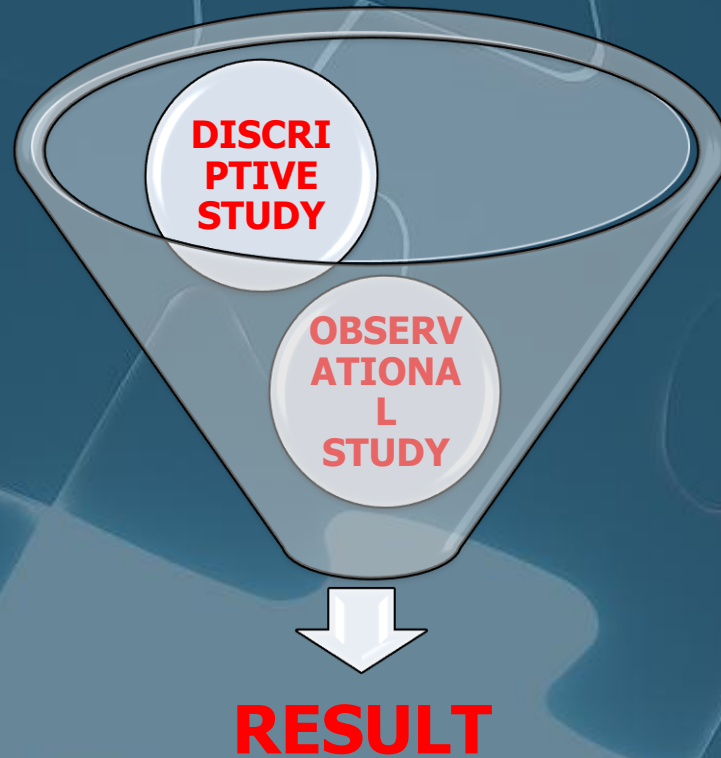 DISCRI
PTIVE
STUDY
OBSERV
ATIONA
L
STUDY
RESULT